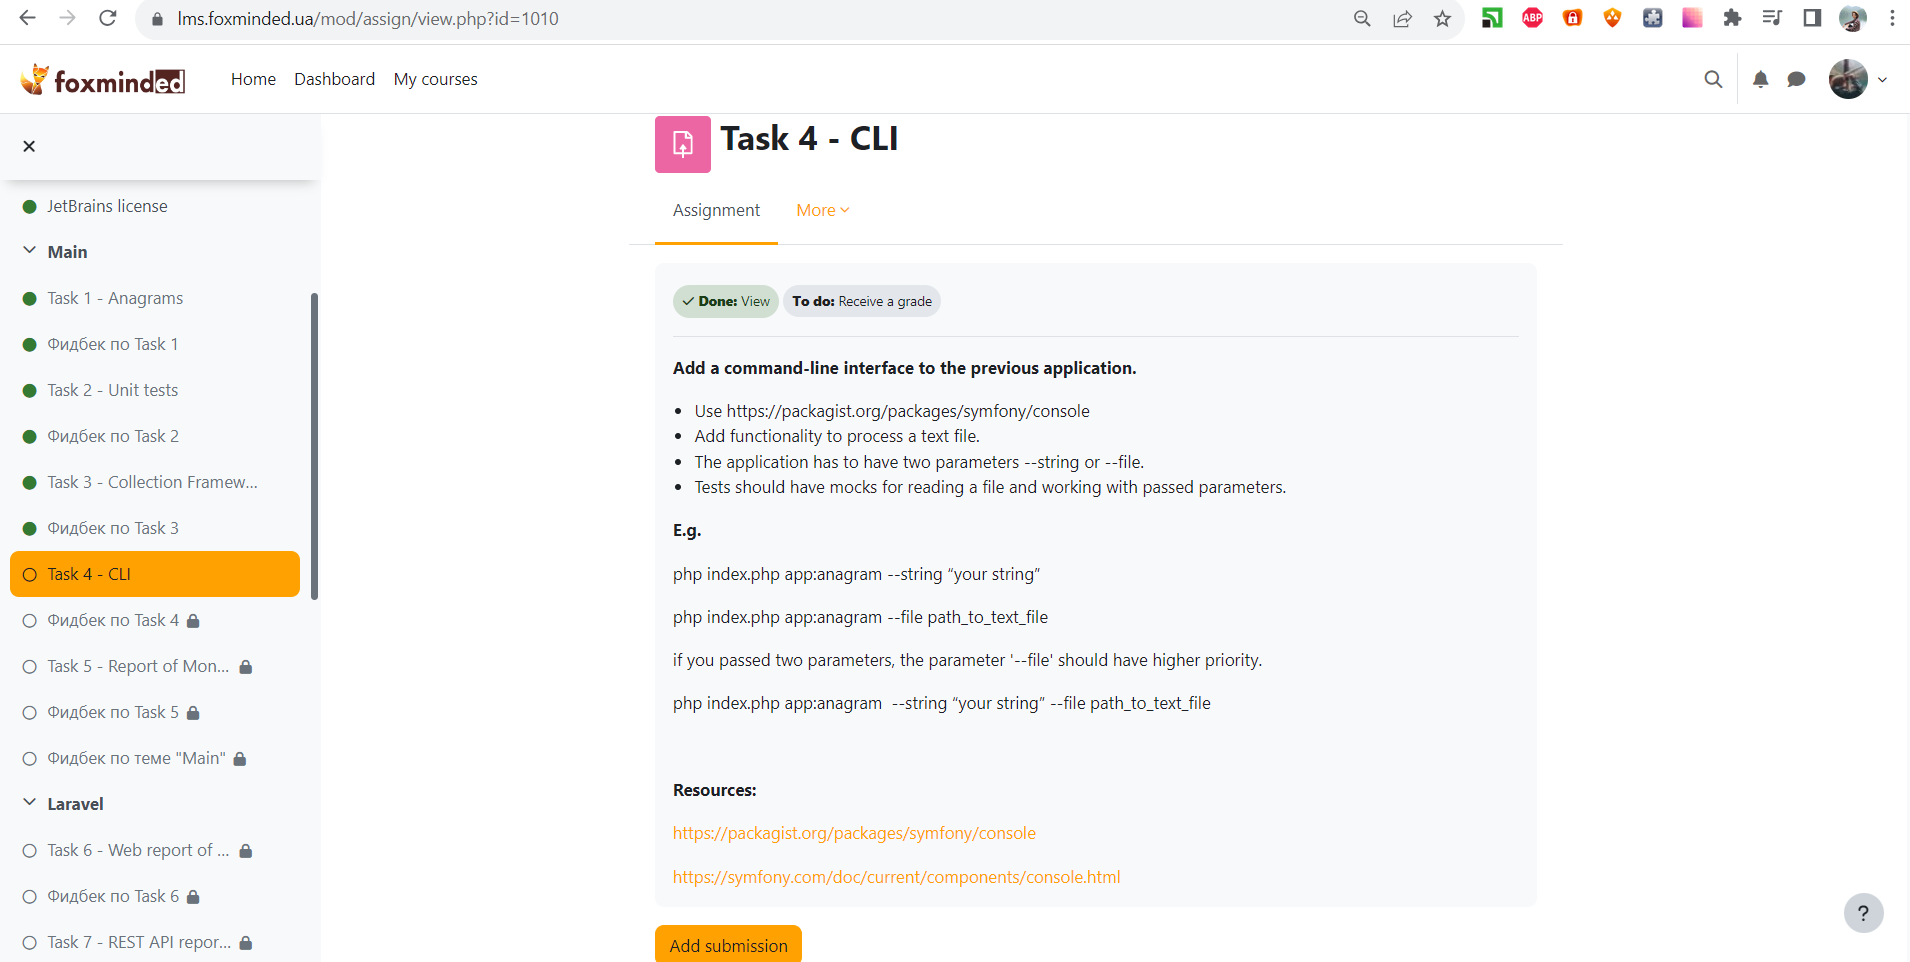 lms.foxminded.ua/mod/assign/view.php?id=1010
ABP
foxminded
Home
Dashboard
My courses
JetBrains license
Main
Task 1 - Anagrams
Фидбек по Task 1
Task 2 - Unit tests
Фидбек по Task 2
Task 3 - Collection Framew...
Фидбек по Task 3
Task 4 - CLI
Фидбек по Task 4
Task 5 - Report of Mon...
Фидбек по Task 5
Фидбек по теме "Main"
Laravel
Task 6 - Web report of ...
Фидбек по Task 6
Task 7 - REST API repor...
Task 4 - CLI
Assignment
More
Done: View
To do: Receive a grade
Add a command-line interface to the previous application.
Use https://packagist.org/packages/symfony/console
Add functionality to process a text file.
The application has to have two parameters --string or --file.
Tests should have mocks for reading a file and working with passed parameters.
E.g.
php index.php app:anagram --string “your string”
php index.php app:anagram --file path_to_text_file
if you passed two parameters, the parameter '--file' should have higher priority.
php index.php app:anagram  --string “your string” --file path_to_text_file
Resources:
https://packagist.org/packages/symfony/console
https://symfony.com/doc/current/components/console.html
Add submission
?